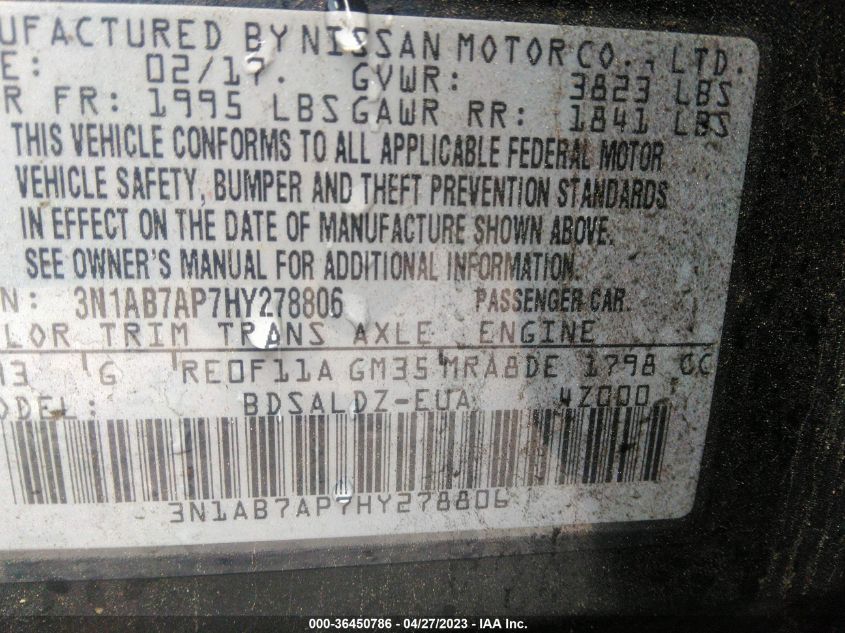 UFACTURED BY NISSAN MOTOR CO., LTD.
E: 02/17. GVWR: 3823 LBS
R FR: 1995 LBS GAWR RR: 1841 LBS
THIS VEHICLE CONFORMS TO ALL APPLICABLE FEDERAL MOTOR
VEHICLE SAFETY, BUMPER AND THEFT PREVENTION STANDARDS
IN EFFECT ON THE DATE OF MANUFACTURE SHOWN ABOVE.
SEE OWNER'S MANUAL FOR ADDITIONAL INFORMATION.
N: 3N1AB7AP7HY278806 PASSENGER CAR
LOR TRIM TRANS AXLE ENGINE
13 G RE0F11A GM35 MRA8DE 1798 CC
ODEL: BDSALDZ-EUA 4Z000
3N1AB7AP7HY278806
000-36450786 - 04/27/2023 - IAA Inc.